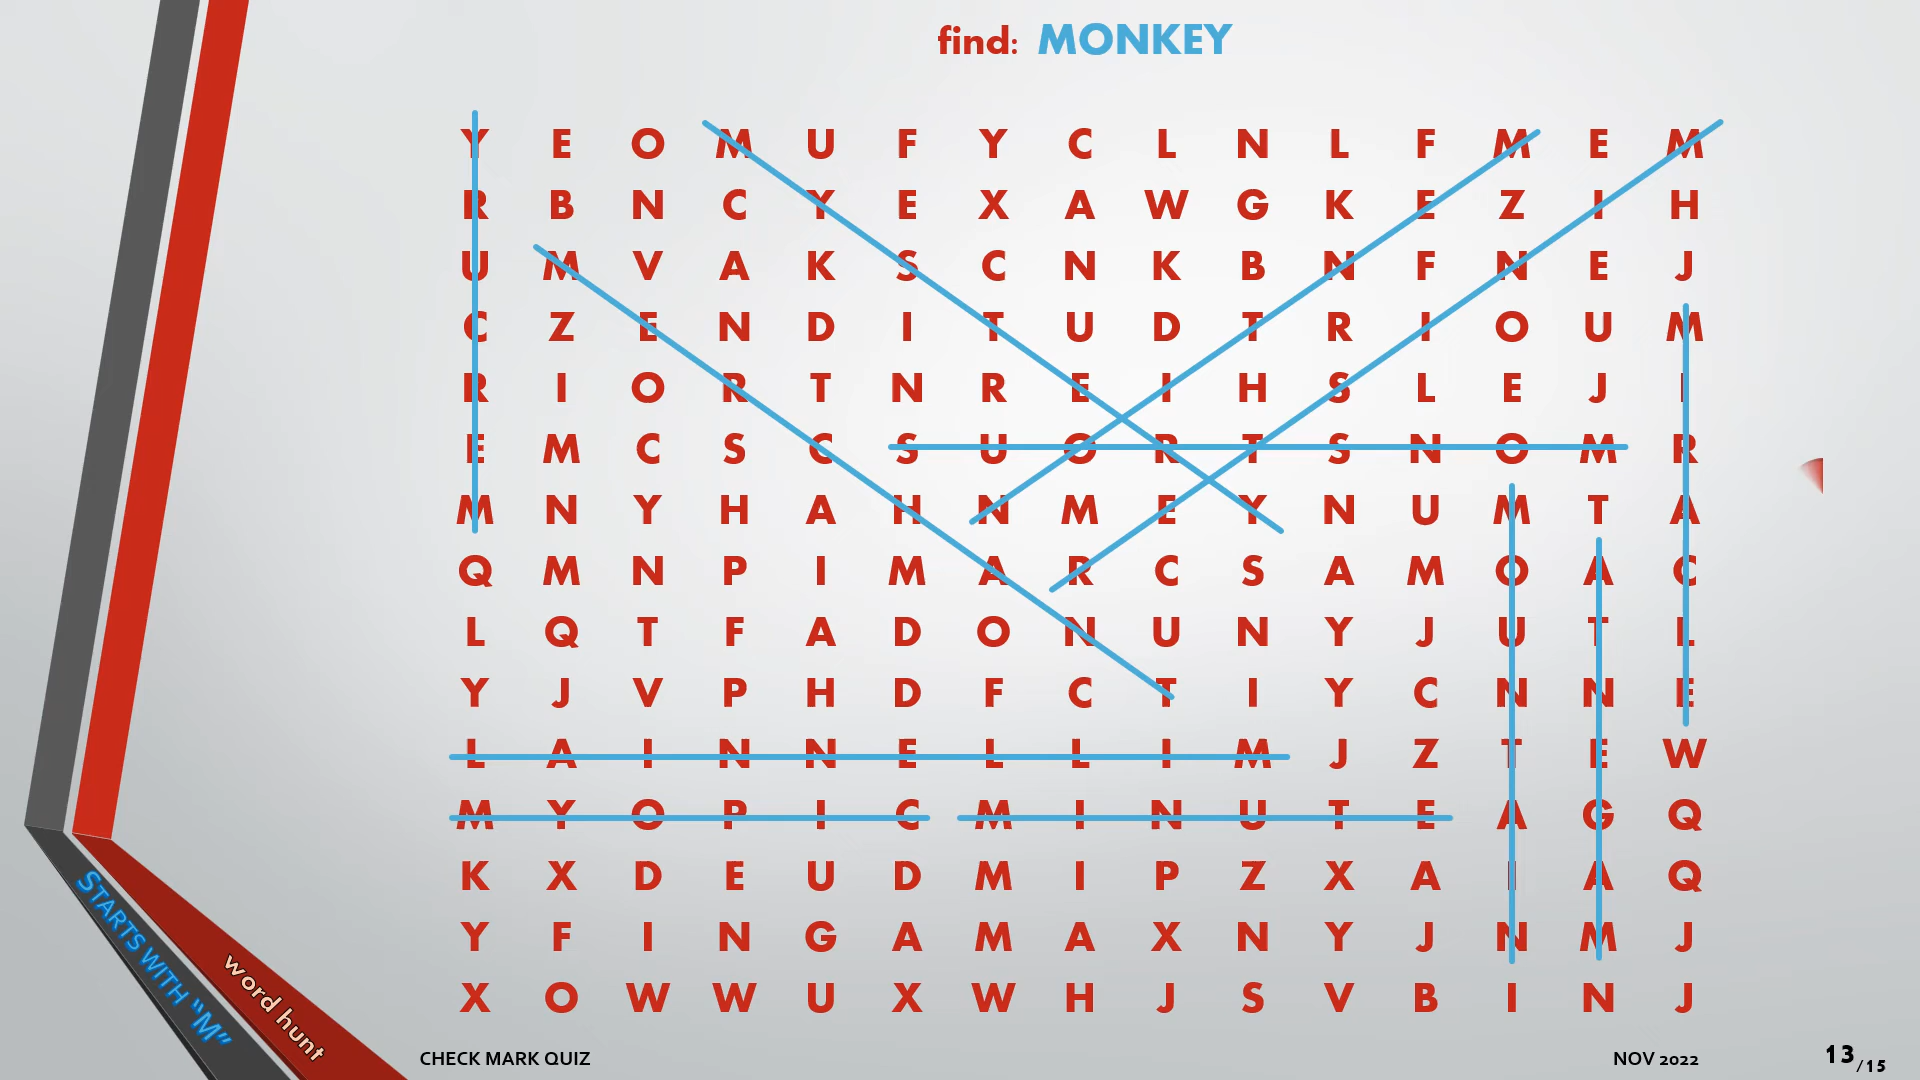 find: MONKEY
Y E O M U F Y C L N L F M E M
R B N C Y E X A W G K E Z I H
U M V A K S C N K B N F N E J
C Z E N D I T U D T R I O U M
R I O R T N R E I H S L E J I
E M C S C S U O R T S N O M R
M N Y H A H N M E Y N U M T A
Q M N P I M A R C S A M O A C
L Q T F A D O N U N Y J U T L
Y J V P H D F C T I Y C N N E
L A I N N E L L I M J Z T E W
M Y O P I C M I N U T E A G Q
K X D E U D M I P Z X A I A Q
Y F I N G A M A X N Y J N M J
X O W W U X W H J S V B I N J
STARTS WITH "M"
word hunt
CHECK MARK QUIZ
NOV 2022
13/15